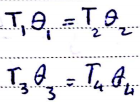 T₁θ₁ = T₂θ₂
T₃θ₃ = T₄θ₄